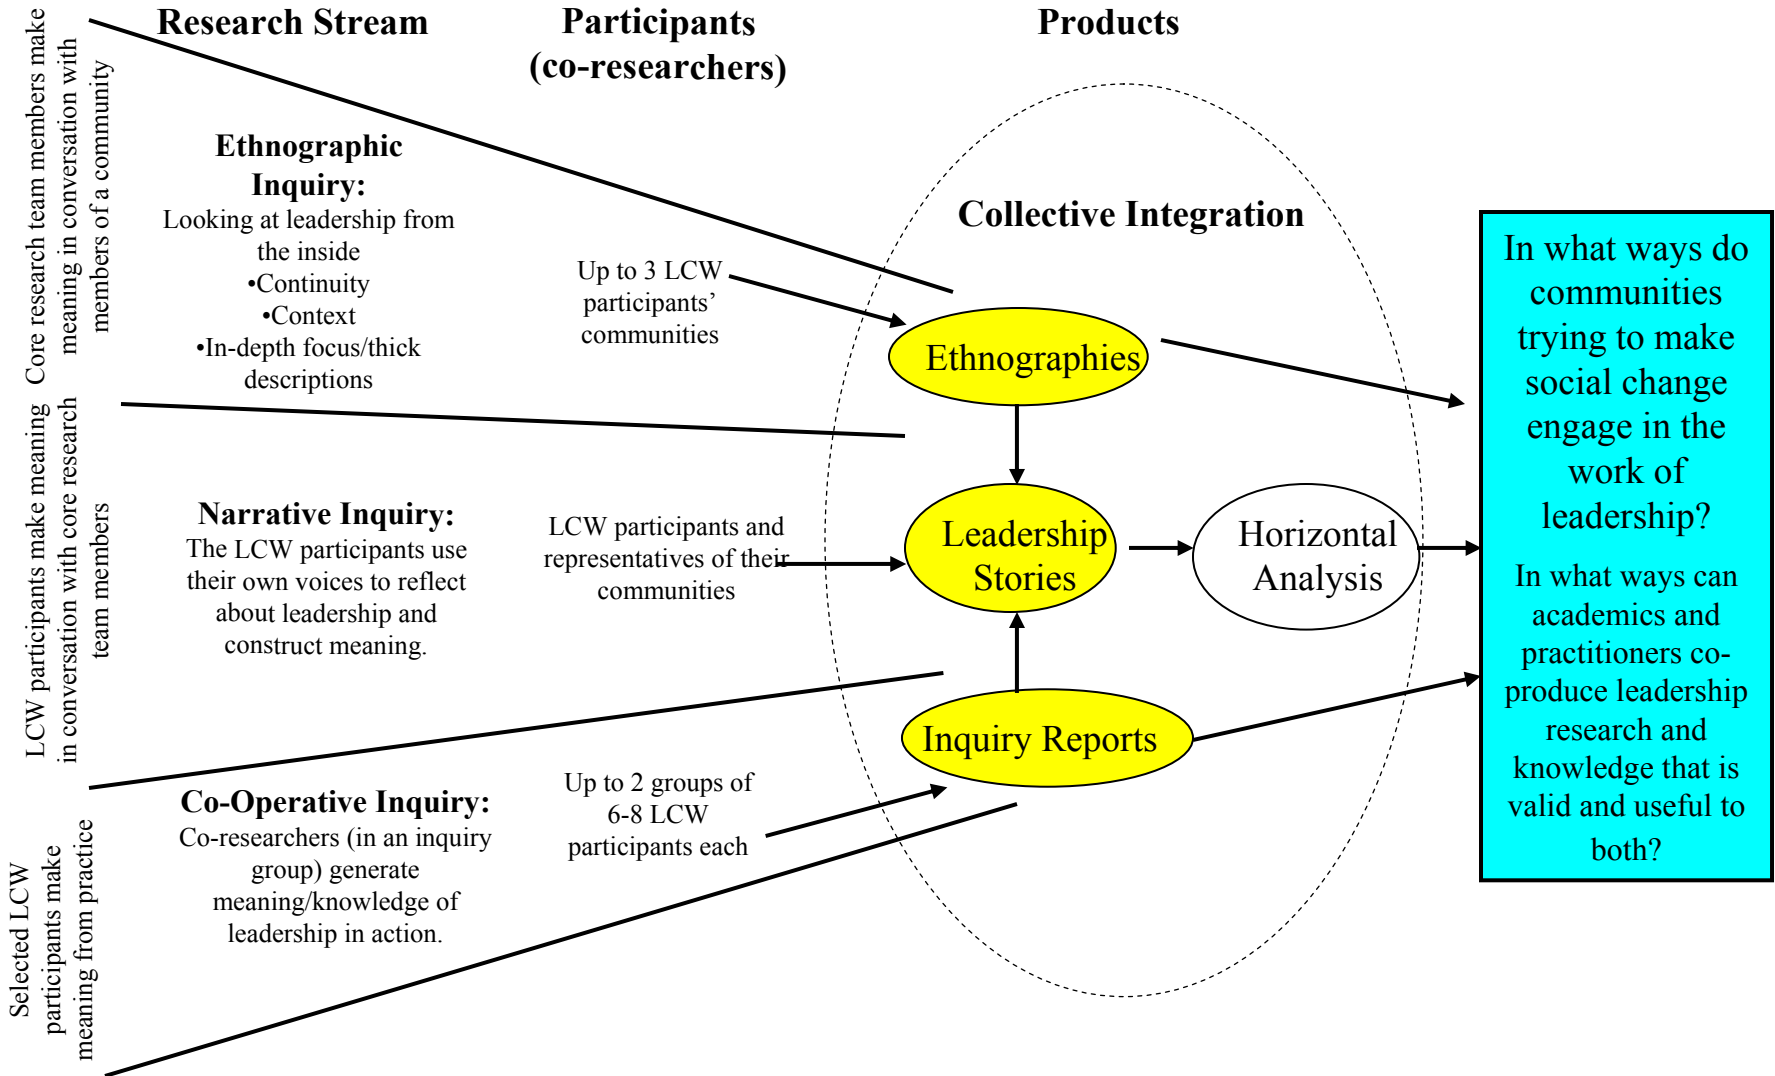 Research Stream
Participants
(co-researchers)
Products
Core research team members make
meaning in conversation with
members of a community
Ethnographic
Inquiry:
Looking at leadership from
the inside
•Continuity
•Context
•In-depth focus/thick
descriptions
Up to 3 LCW
participants’
communities
Collective Integration
Ethnographies
LCW participants make meaning
in conversation with core research
team members
Narrative Inquiry:
The LCW participants use
their own voices to reflect
about leadership and
construct meaning.
LCW participants and
representatives of their
communities
Leadership
Stories
Horizontal
Analysis
Selected LCW
participants make
meaning from practice
Co-Operative Inquiry:
Co-researchers (in an inquiry
group) generate
meaning/knowledge of
leadership in action.
Up to 2 groups of
6-8 LCW
participants each
Inquiry Reports
In what ways do
communities
trying to make
social change
engage in the
work of
leadership?
In what ways can
academics and
practitioners co-
produce leadership
research and
knowledge that is
valid and useful to
both?